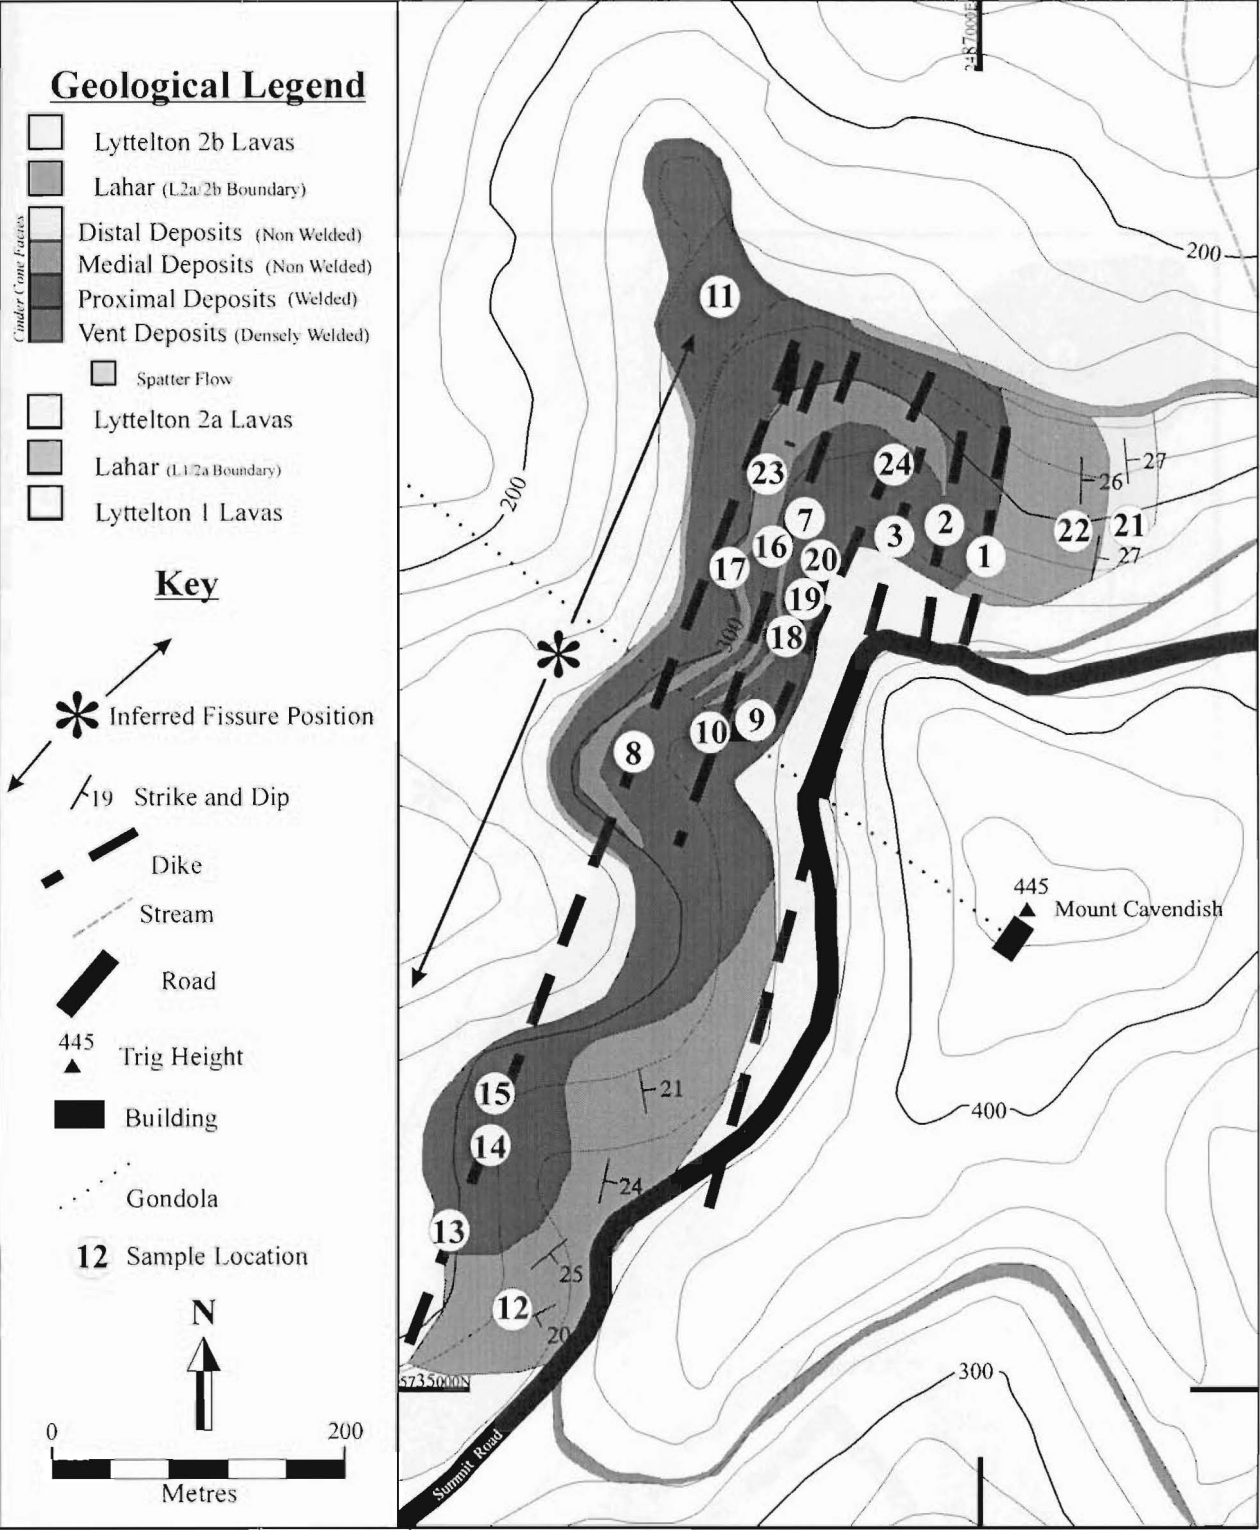 Geological Legend
Lyttelton 2b Lavas
Lahar (L2a/2b Boundary)
Cinder Cone Facies
Distal Deposits (Non Welded)
Medial Deposits (Non Welded)
Proximal Deposits (Welded)
Vent Deposits (Densely Welded)
Spatter Flow
Lyttelton 2a Lavas
Lahar (L1/2a Boundary)
Lyttelton 1 Lavas
Key
Inferred Fissure Position
19 Strike and Dip
Dike
Stream
Road
445 Trig Height
Building
Gondola
12 Sample Location
N
0 200
Metres
2487000E
200
11
200
23
24
27
26
7
2
22
21
16
3
17
20
1
27
19
18
300
10
9
8
445
Mount Cavendish
15
21
400
14
24
13
25
12
20
5735000N
300
Summit Road